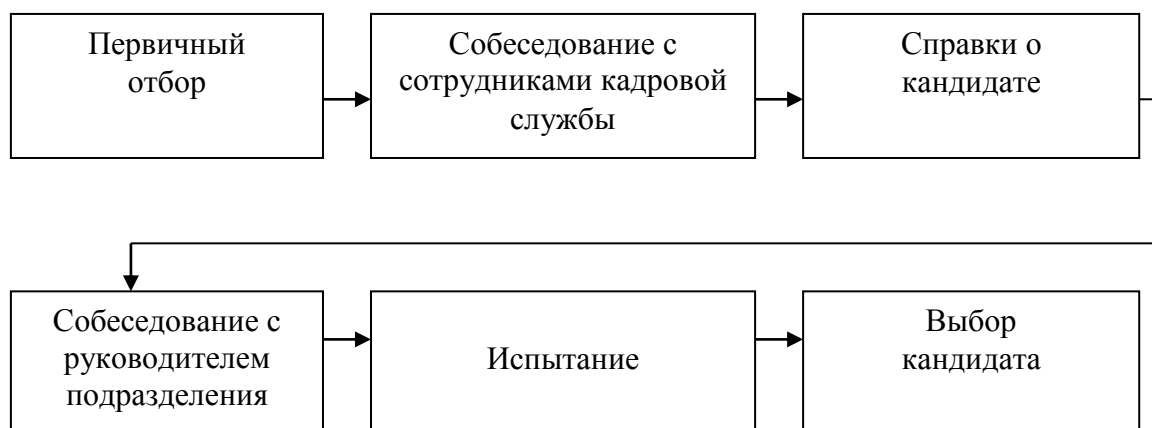 Первичный
отбор
Собеседование с
сотрудниками кадровой
службы
Справки о
кандидате
Собеседование с
руководителем
подразделения
Испытание
Выбор
кандидата